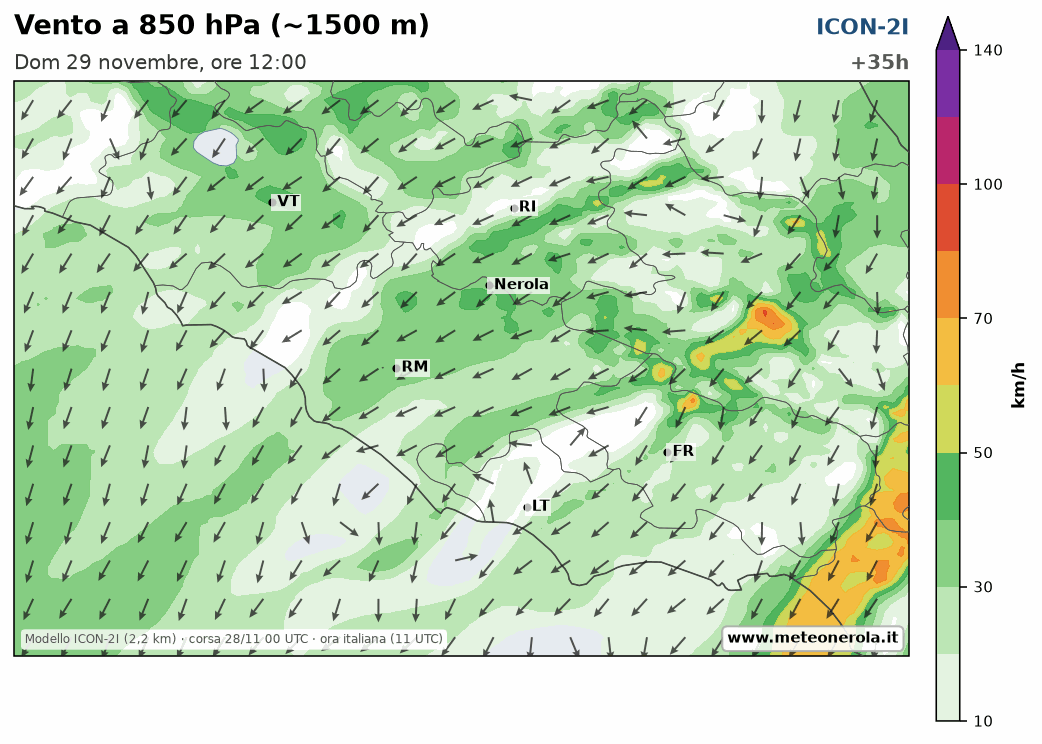 Vento a 850 hPa (~1500 m)
ICON-2I
Dom 29 novembre, ore 12:00
+35h
140
100
70
50
30
10
km/h
VT
RI
Nerola
RM
FR
LT
Modello ICON-2I (2,2 km) · corsa 28/11 00 UTC · ora italiana (11 UTC)
www.meteonerola.it